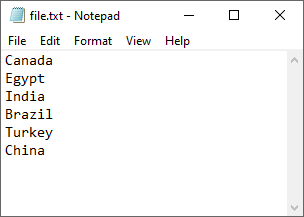 file.txt - Notepad
File Edit Format View Help
Canada
Egypt
India
Brazil
Turkey
China